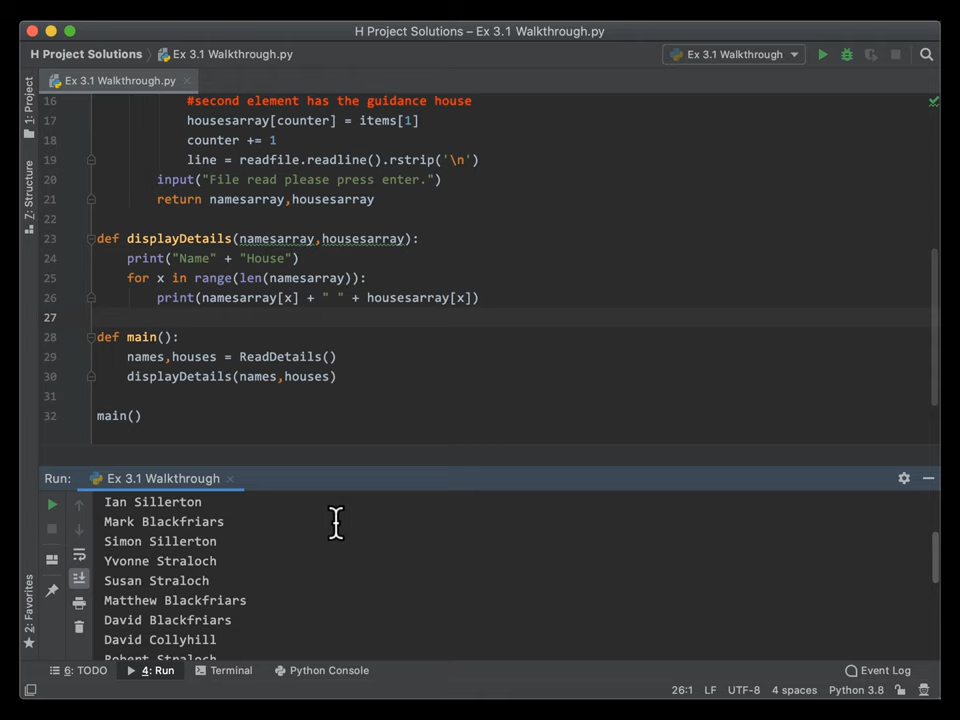 H Project Solutions – Ex 3.1 Walkthrough.py
H Project Solutions Ex 3.1 Walkthrough.py Ex 3.1 Walkthrough
Ex 3.1 Walkthrough.py
1: Project
Z: Structure
2: Favorites
16 #second element has the guidance house
17 housesarray[counter] = items[1]
18 counter += 1
19 line = readfile.readline().rstrip('\n')
20 input("File read please press enter.")
21 return namesarray,housesarray
22
23 def displayDetails(namesarray,housesarray):
24 print("Name" + "House")
25 for x in range(len(namesarray)):
26 print(namesarray[x] + " " + housesarray[x])
27
28 def main():
29 names,houses = ReadDetails()
30 displayDetails(names,houses)
31
32 main()
Run: Ex 3.1 Walkthrough
Ian Sillerton
Mark Blackfriars
Simon Sillerton
Yvonne Straloch
Susan Straloch
Matthew Blackfriars
David Blackfriars
David Collyhill
Robert Straloch
6: TODO 4: Run Terminal Python Console Event Log
26:1 LF UTF-8 4 spaces Python 3.8